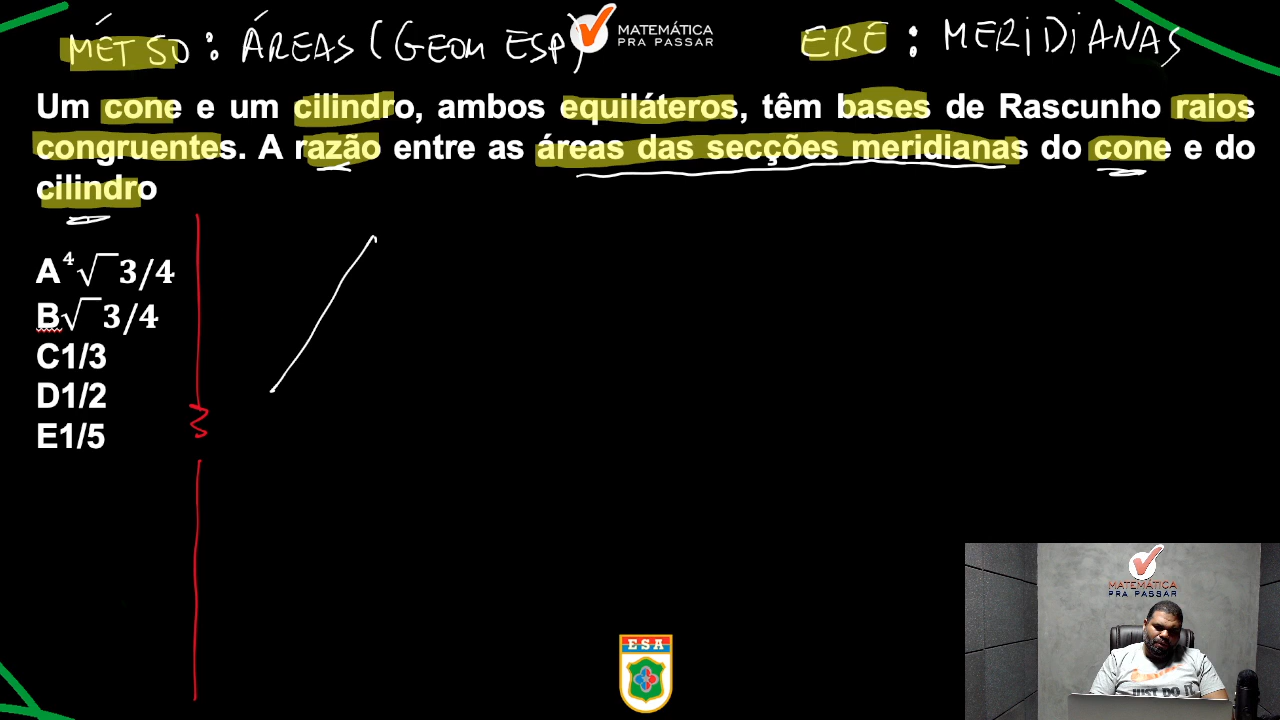 MÉTSO : ÁREAS (GEOM ESP)
MATEMÁTICA
PRA PASSAR
ERE : MERIDIANAS
Um cone e um cilindro, ambos equiláteros, têm bases de Rascunho raios
congruentes. A razão entre as áreas das secções meridianas do cone e do
cilindro
A ⁴√‾3/4
B√‾3/4
C1/3
D1/2
E1/5
MATEMÁTICA
PRA PASSAR
JUST DO IT
ESA